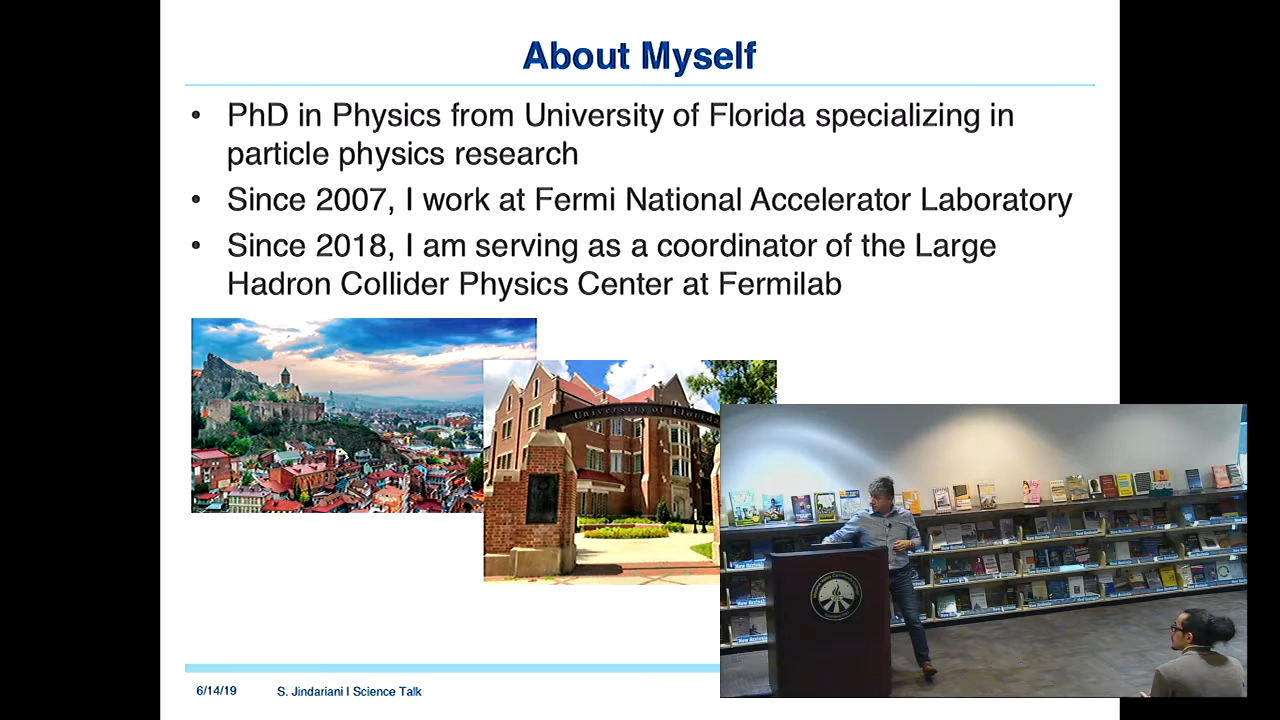 About Myself
• PhD in Physics from University of Florida specializing in
particle physics research
• Since 2007, I work at Fermi National Accelerator Laboratory
• Since 2018, I am serving as a coordinator of the Large
Hadron Collider Physics Center at Fermilab
University of Florida
6/14/19
S. Jindariani | Science Talk